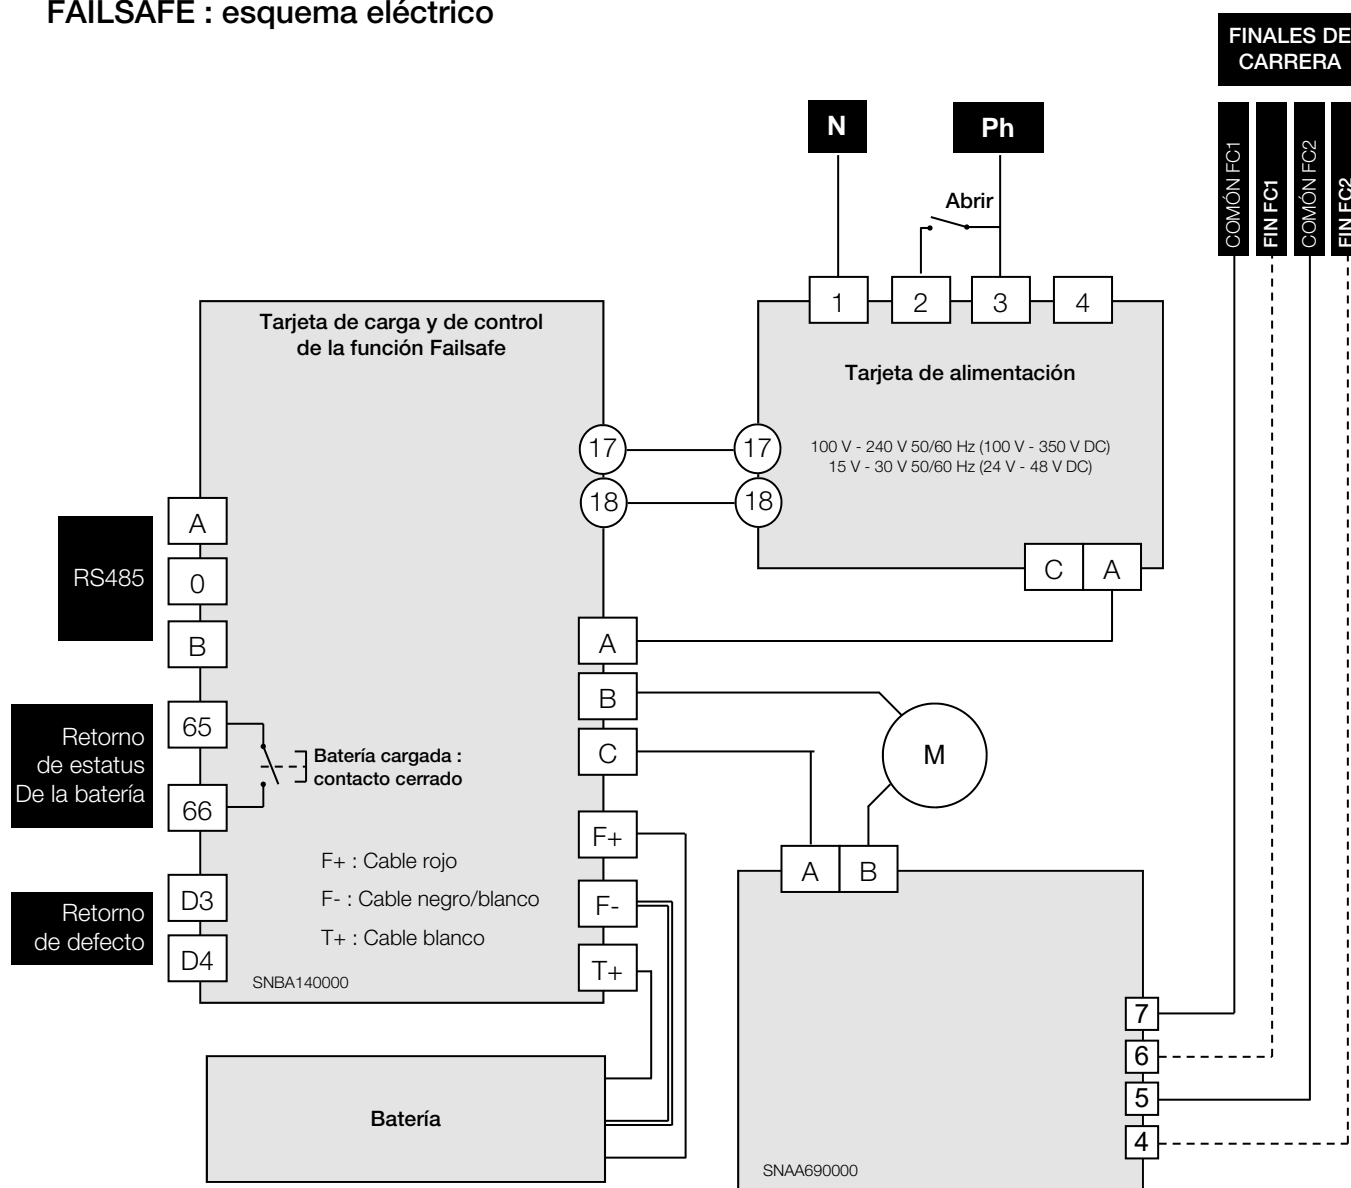 FAILSAFE : esquema eléctrico
FINALES DE
CARRERA
COMÓN FC1
FIN FC1
COMÓN FC2
FIN FC2
N
Ph
Abrir
1
2
3
4
Tarjeta de alimentación
100 V - 240 V 50/60 Hz (100 V - 350 V DC)
15 V - 30 V 50/60 Hz (24 V - 48 V DC)
17
18
C
A
Tarjeta de carga y de control
de la función Failsafe
17
18
RS485
A
0
B
A
B
C
Retorno
de estatus
De la batería
65
66
Batería cargada :
contacto cerrado
M
F+ : Cable rojo
F- : Cable negro/blanco
T+ : Cable blanco
F+
F-
T+
Retorno
de defecto
D3
D4
SNBA140000
A
B
7
6
5
4
Batería
SNAA690000